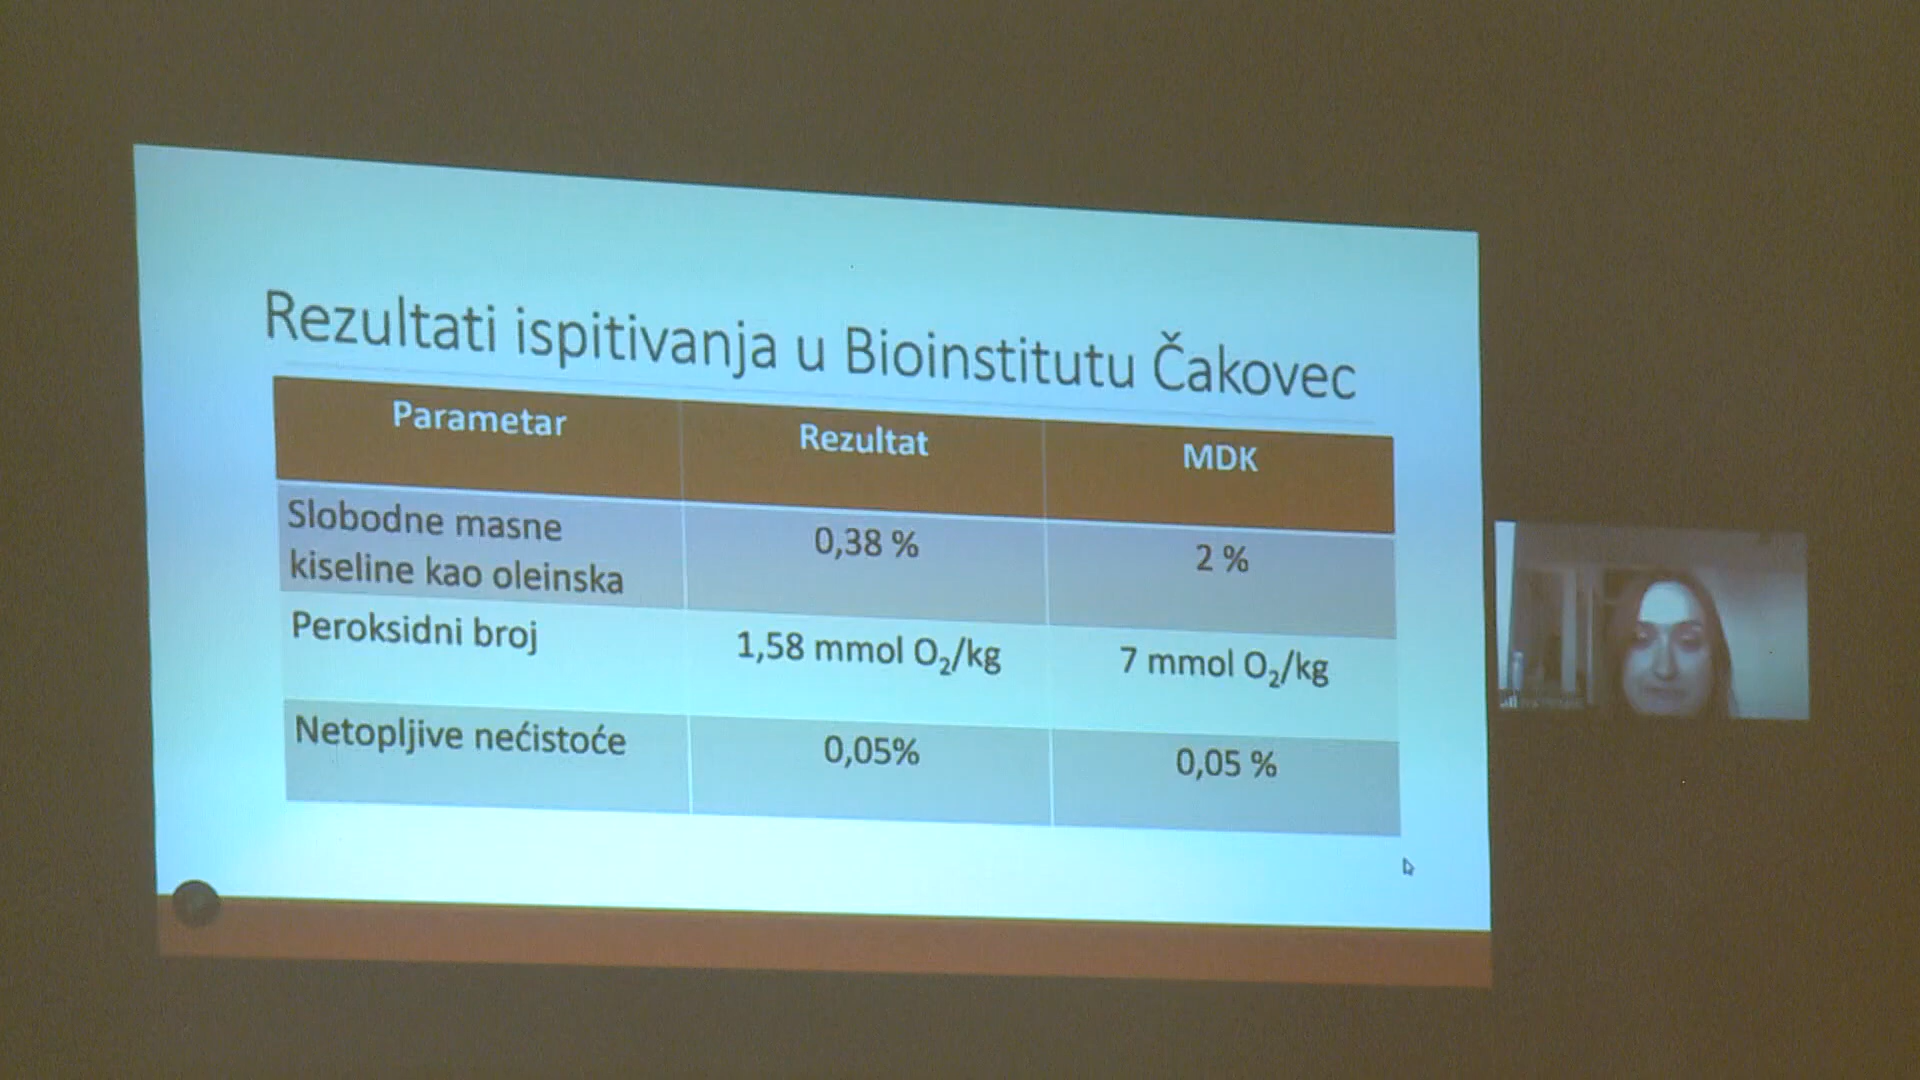 Rezultati ispitivanja u Bioinstitutu Čakovec
Parametar Rezultat MDK
Slobodne masne
kiseline kao oleinska 0,38 % 2 %
Peroksidni broj 1,58 mmol O₂/kg 7 mmol O₂/kg
Netopljive nečistoće 0,05% 0,05 %